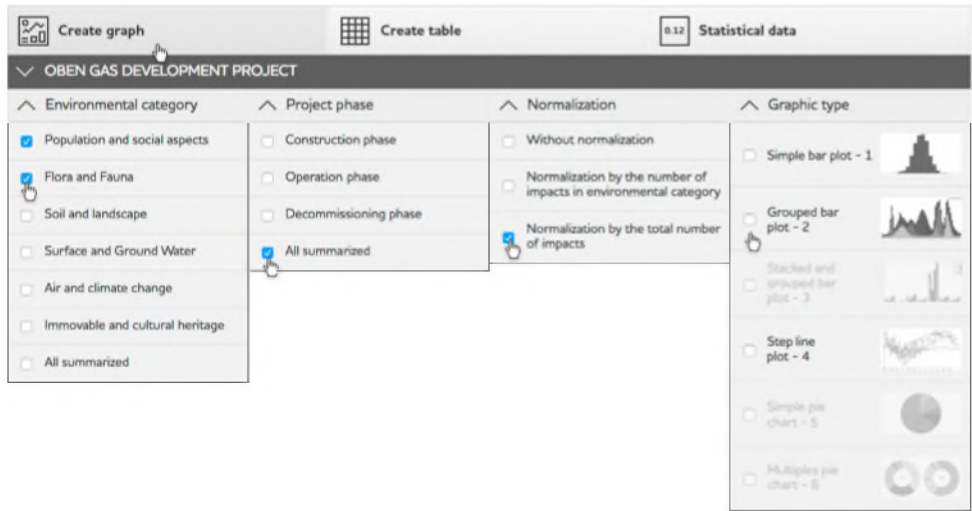 Create graph
Create table
0.12 Statistical data
OBEN GAS DEVELOPMENT PROJECT
Environmental category
Population and social aspects
Flora and Fauna
Soil and landscape
Surface and Ground Water
Air and climate change
Immovable and cultural heritage
All summarized
Project phase
Construction phase
Operation phase
Decommissioning phase
All summarized
Normalization
Without normalization
Normalization by the number of
impacts in environmental category
Normalization by the total number
of impacts
Graphic type
Simple bar plot - 1
Grouped bar
plot - 2
Stacked and
grouped bar
plot - 3
Step line
plot - 4
Simple pie
chart - 5
Multiples pie
chart - 6